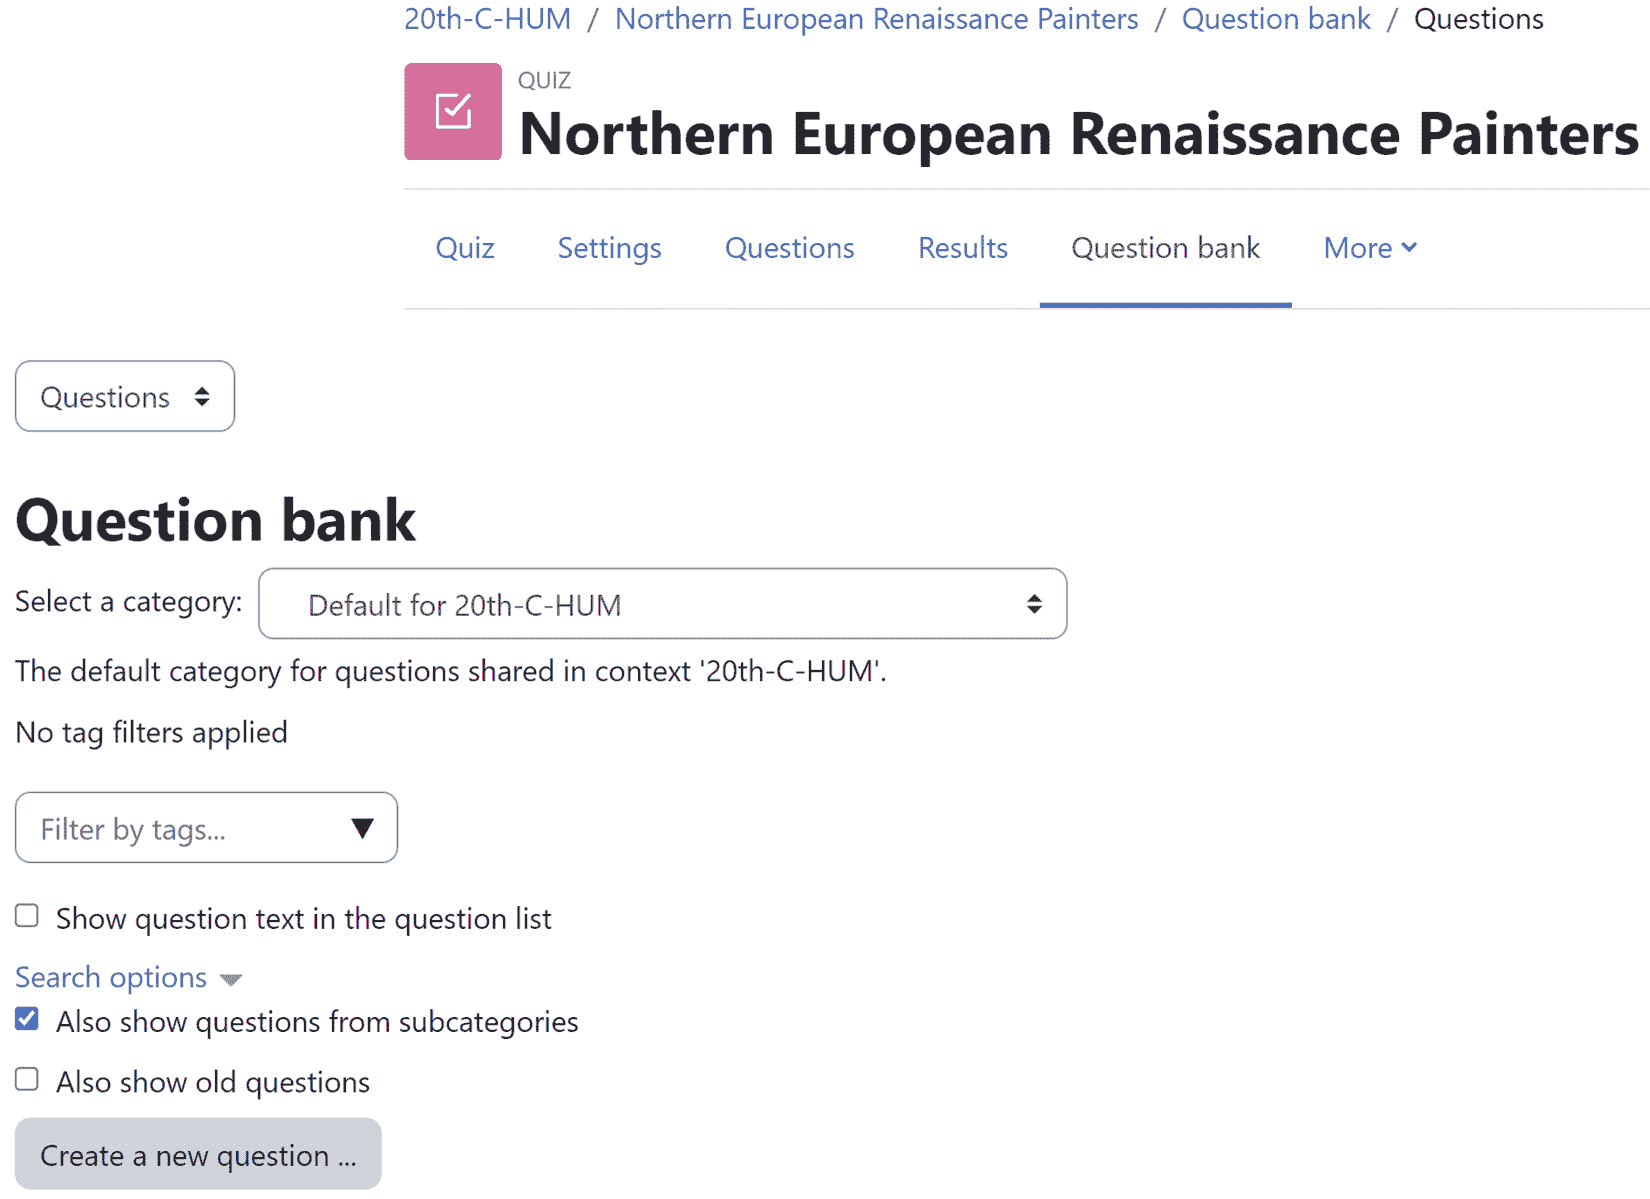 20th-C-HUM / Northern European Renaissance Painters / Question bank / Questions
QUIZ
Northern European Renaissance Painters
Quiz Settings Questions Results Question bank More
Questions
Question bank
Select a category: Default for 20th-C-HUM
The default category for questions shared in context '20th-C-HUM'.
No tag filters applied
Filter by tags...
Show question text in the question list
Search options
Also show questions from subcategories
Also show old questions
Create a new question ...